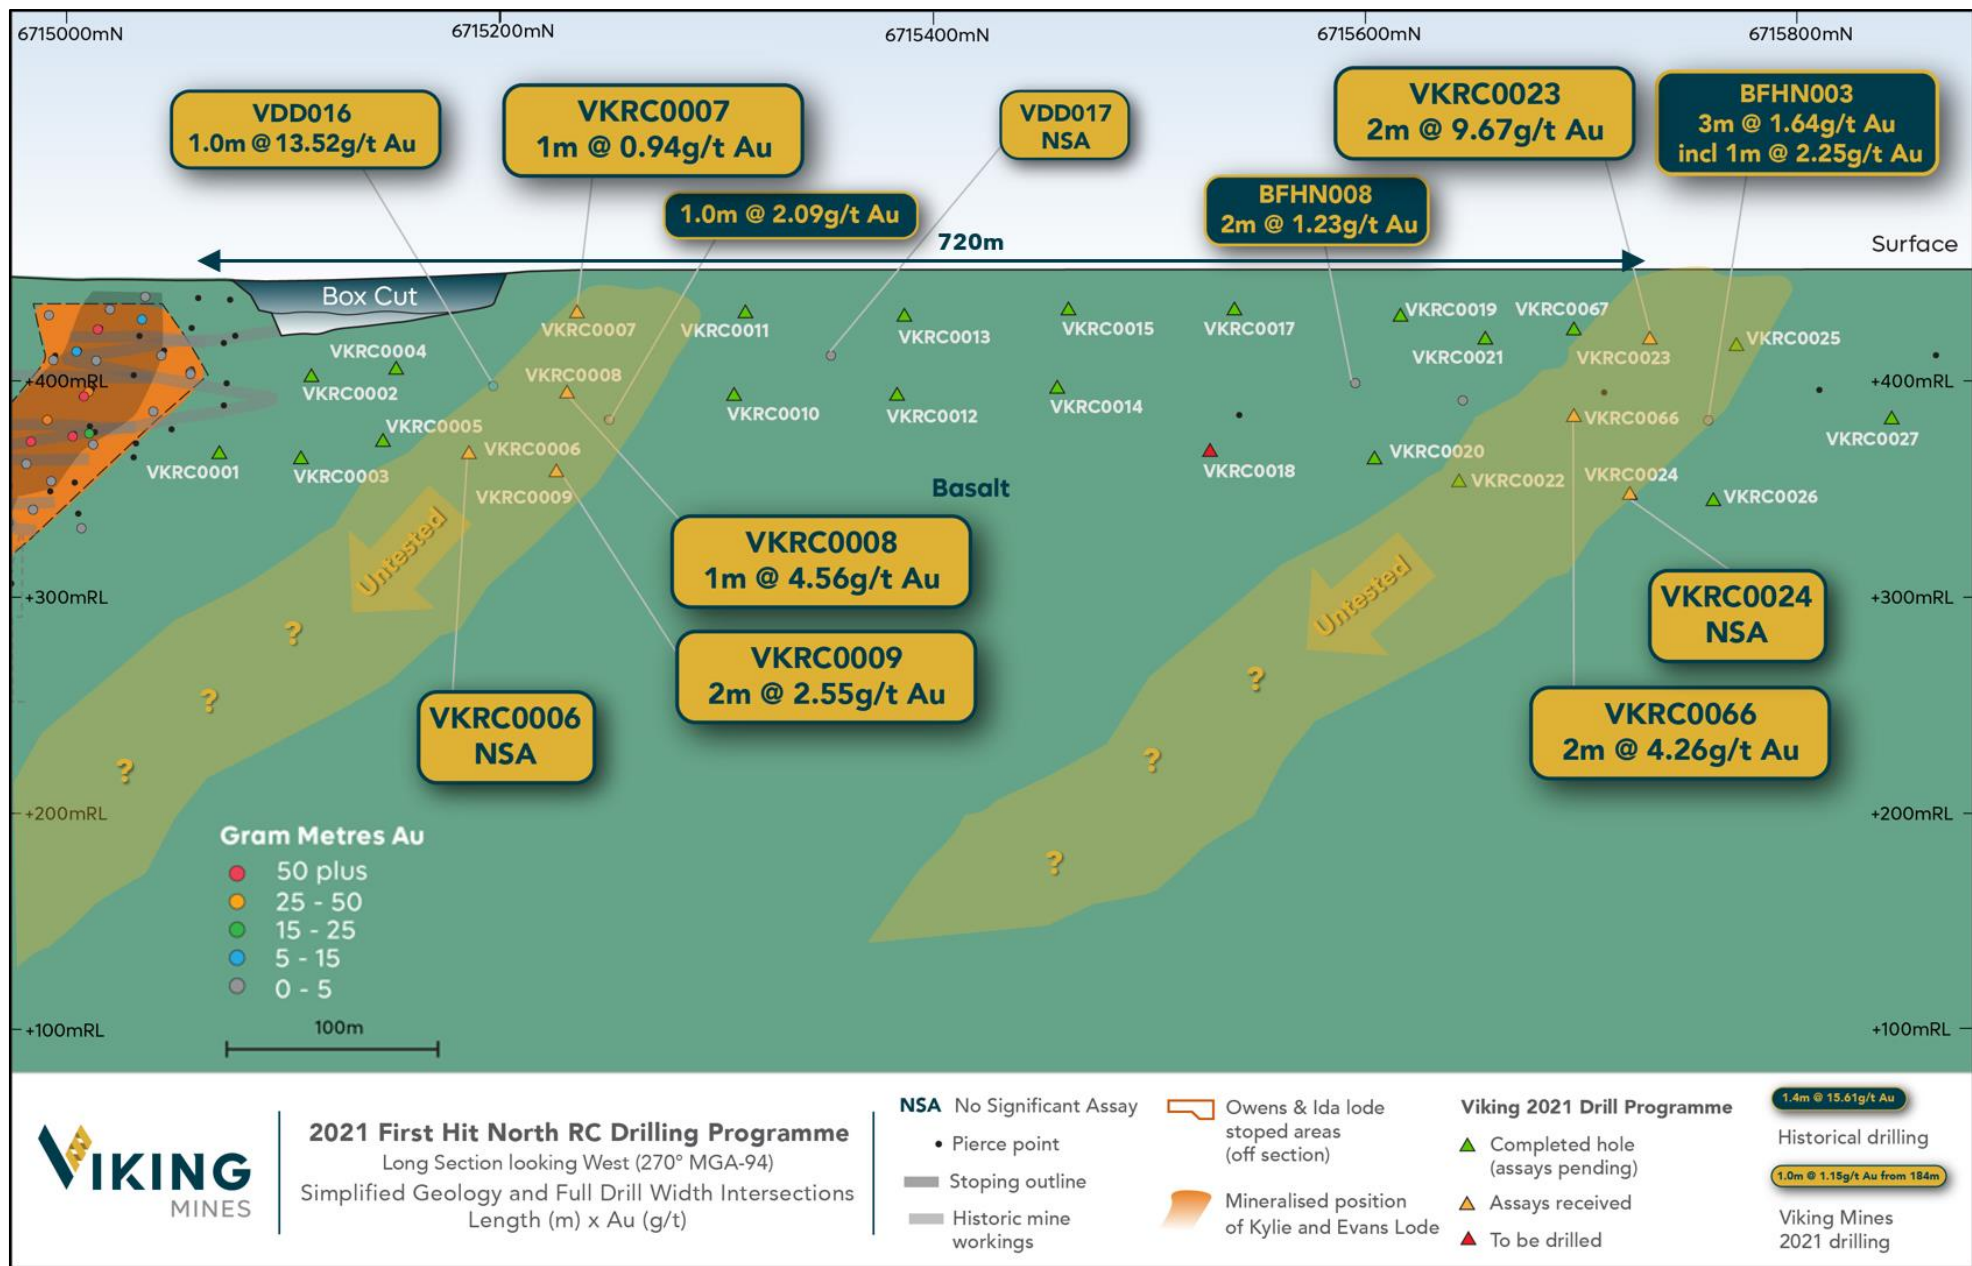 6715000mN
6715200mN
6715400mN
6715600mN
6715800mN
VDD016
1.0m @ 13.52g/t Au
VKRC0007
1m @ 0.94g/t Au
VDD017
NSA
VKRC0023
2m @ 9.67g/t Au
BFHN003
3m @ 1.64g/t Au
incl 1m @ 2.25g/t Au
1.0m @ 2.09g/t Au
BFHN008
2m @ 1.23g/t Au
720m
Surface
Box Cut
VKRC0007
VKRC0011
VKRC0013
VKRC0015
VKRC0017
VKRC0019
VKRC0067
VKRC0021
VKRC0023
VKRC0025
VKRC0004
VKRC0002
VKRC0008
+400mRL
+400mRL
VKRC0010
VKRC0012
VKRC0014
VKRC0066
VKRC0005
VKRC0006
VKRC0001
VKRC0003
VKRC0009
VKRC0018
VKRC0020
VKRC0022
VKRC0024
VKRC0026
VKRC0027
Basalt
Untested
Untested
VKRC0008
1m @ 4.56g/t Au
VKRC0009
2m @ 2.55g/t Au
VKRC0006
NSA
VKRC0024
NSA
VKRC0066
2m @ 4.26g/t Au
+300mRL
+300mRL
?
?
?
?
?
?
+200mRL
+200mRL
Gram Metres Au
50 plus
25 - 50
15 - 25
5 - 15
0 - 5
100m
+100mRL
+100mRL
VIKING
MINES
2021 First Hit North RC Drilling Programme
Long Section looking West (270° MGA-94)
Simplified Geology and Full Drill Width Intersections
Length (m) x Au (g/t)
NSA No Significant Assay
Pierce point
Stoping outline
Historic mine
workings
Owens & Ida lode
stoped areas
(off section)
Mineralised position
of Kylie and Evans Lode
Viking 2021 Drill Programme
Completed hole
(assays pending)
Assays received
To be drilled
1.4m @ 15.61g/t Au
Historical drilling
1.0m @ 1.15g/t Au from 184m
Viking Mines
2021 drilling